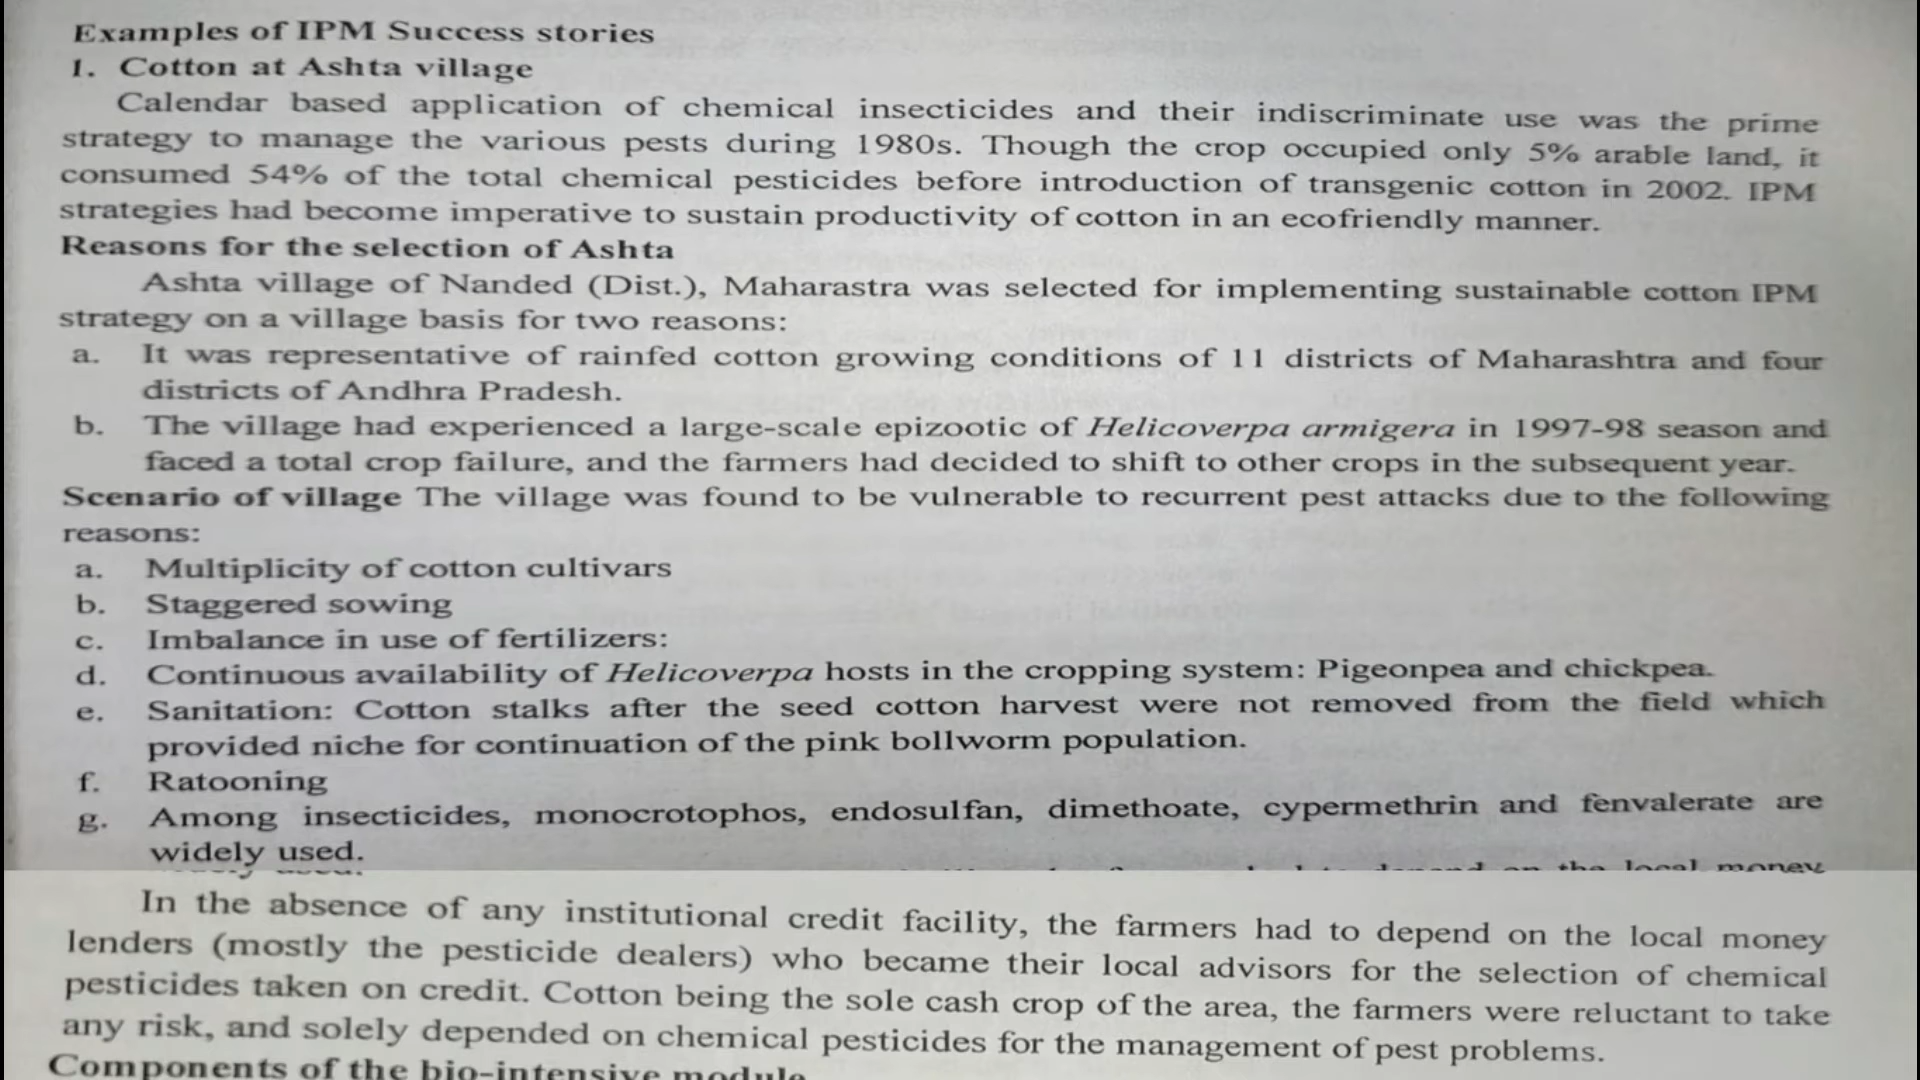 Examples of IPM Success stories
1. Cotton at Ashta village
Calendar based application of chemical insecticides and their indiscriminate use was the prime
strategy to manage the various pests during 1980s. Though the crop occupied only 5% arable land, it
consumed 54% of the total chemical pesticides before introduction of transgenic cotton in 2002. IPM
strategies had become imperative to sustain productivity of cotton in an ecofriendly manner.
Reasons for the selection of Ashta
Ashta village of Nanded (Dist.), Maharastra was selected for implementing sustainable cotton IPM
strategy on a village basis for two reasons:
a. It was representative of rainfed cotton growing conditions of 11 districts of Maharashtra and four
districts of Andhra Pradesh.
b. The village had experienced a large-scale epizootic of Helicoverpa armigera in 1997-98 season and
faced a total crop failure, and the farmers had decided to shift to other crops in the subsequent year.
Scenario of village The village was found to be vulnerable to recurrent pest attacks due to the following
reasons:
a. Multiplicity of cotton cultivars
b. Staggered sowing
c. Imbalance in use of fertilizers:
d. Continuous availability of Helicoverpa hosts in the cropping system: Pigeonpea and chickpea.
e. Sanitation: Cotton stalks after the seed cotton harvest were not removed from the field which
provided niche for continuation of the pink bollworm population.
f. Ratooning
g. Among insecticides, monocrotophos, endosulfan, dimethoate, cypermethrin and fenvalerate are
widely used.
In the absence of any institutional credit facility, the farmers had to depend on the local money
lenders (mostly the pesticide dealers) who became their local advisors for the selection of chemical
pesticides taken on credit. Cotton being the sole cash crop of the area, the farmers were reluctant to take
any risk, and solely depended on chemical pesticides for the management of pest problems.
Components of the bio-intensive module